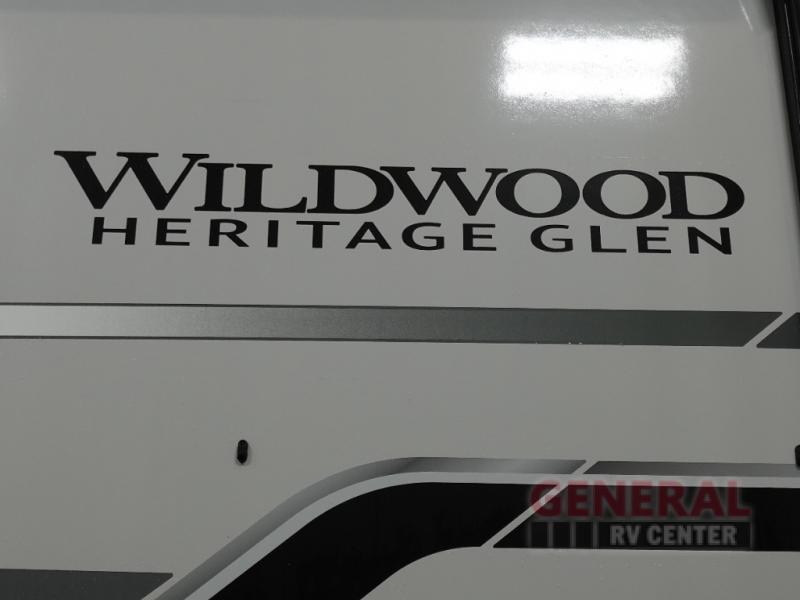 WILDWOOD
HERITAGE GLEN
GENERAL
RV CENTER